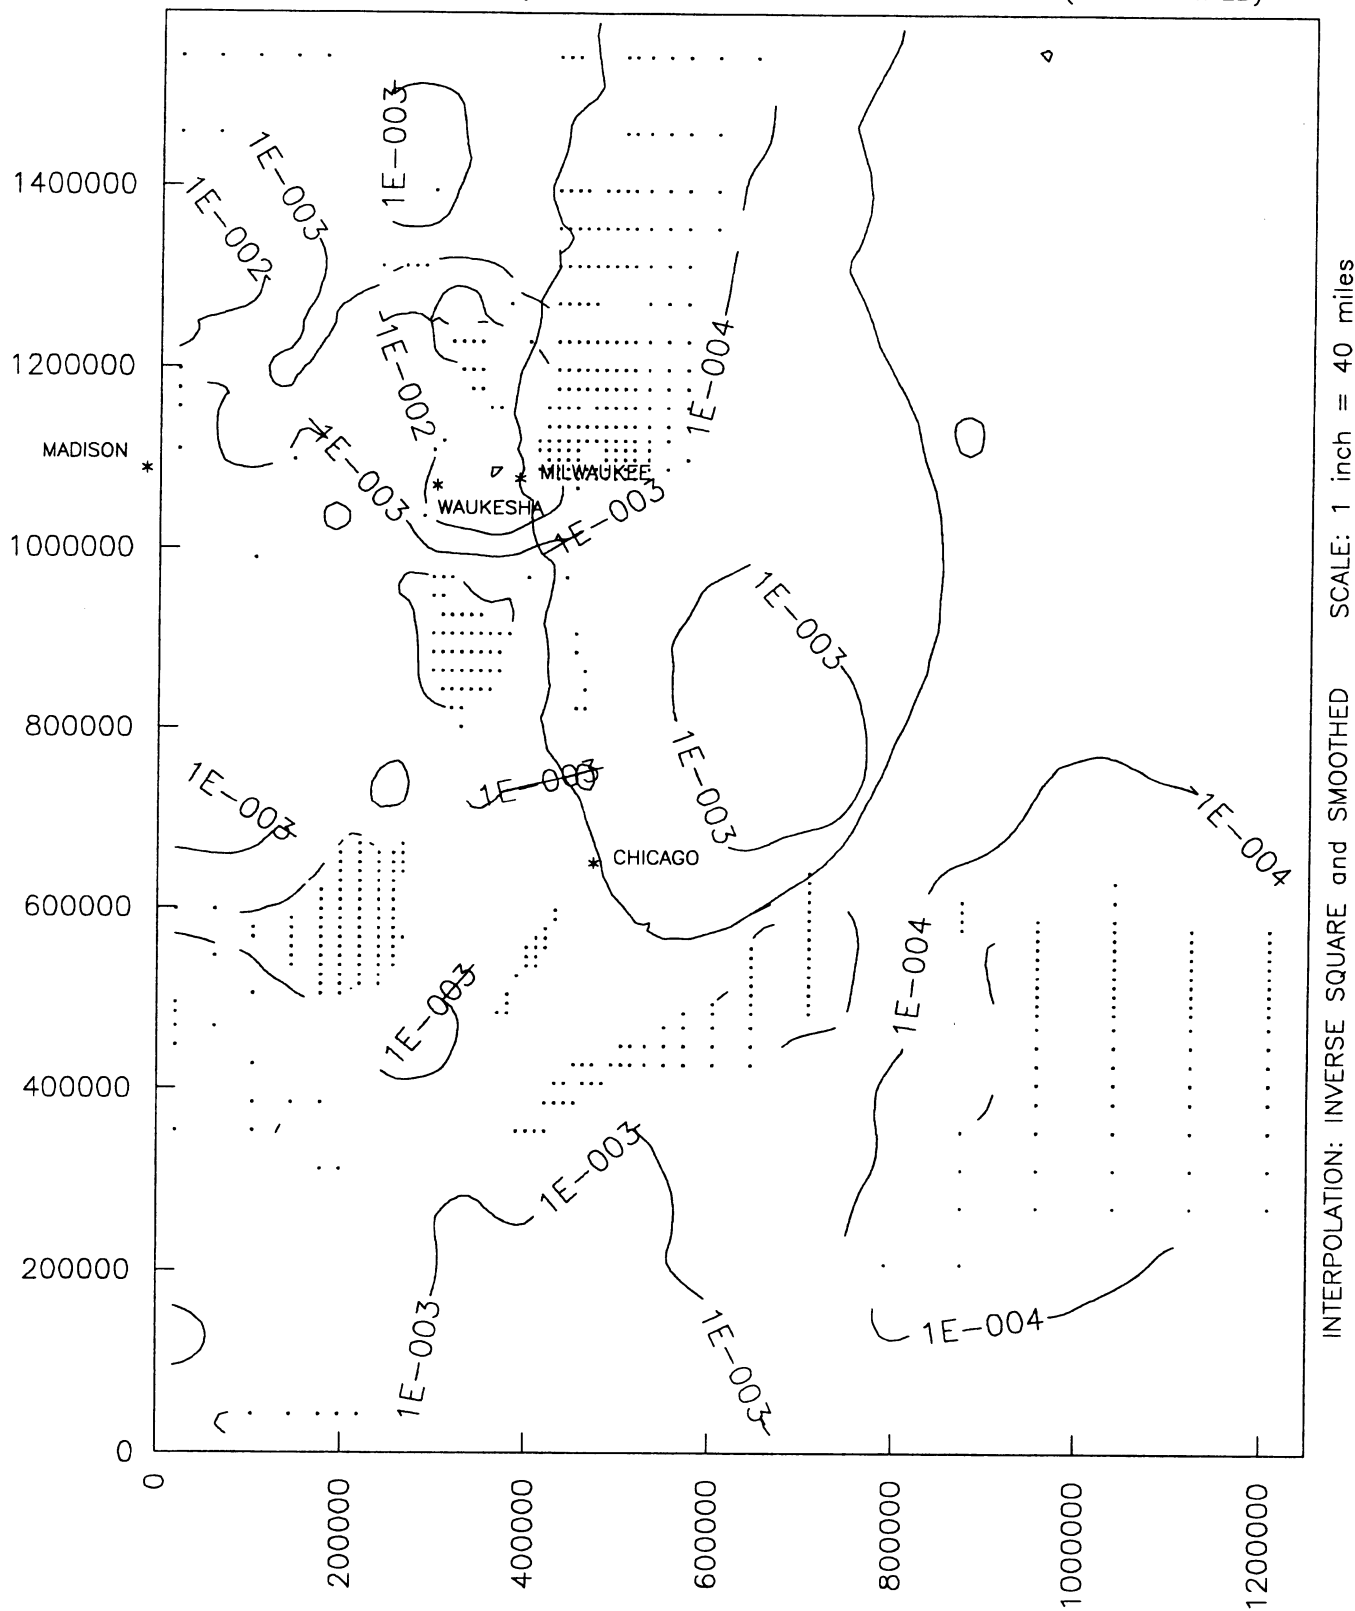 1E-003
1E-003
1400000
1E-002
1E-003
1E-004
1200000
1E-002
MADISON
*
1E-003
* MILWAUKEE
*
WAUKESHA
1E-003
1000000
1E-003
800000
1E-003
1E-003
1E-003
1E-004
* CHICAGO
600000
1E-004
1E-003
400000
1E-003
200000
1E-003
1E-003
1E-004
0
0
200000
400000
600000
800000
1000000
1200000
INTERPOLATION: INVERSE SQUARE and SMOOTHED SCALE: 1 inch = 40 miles